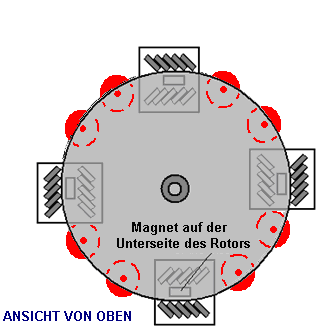 Magnet auf der
Unterseite des Rotors
ANSICHT VON OBEN